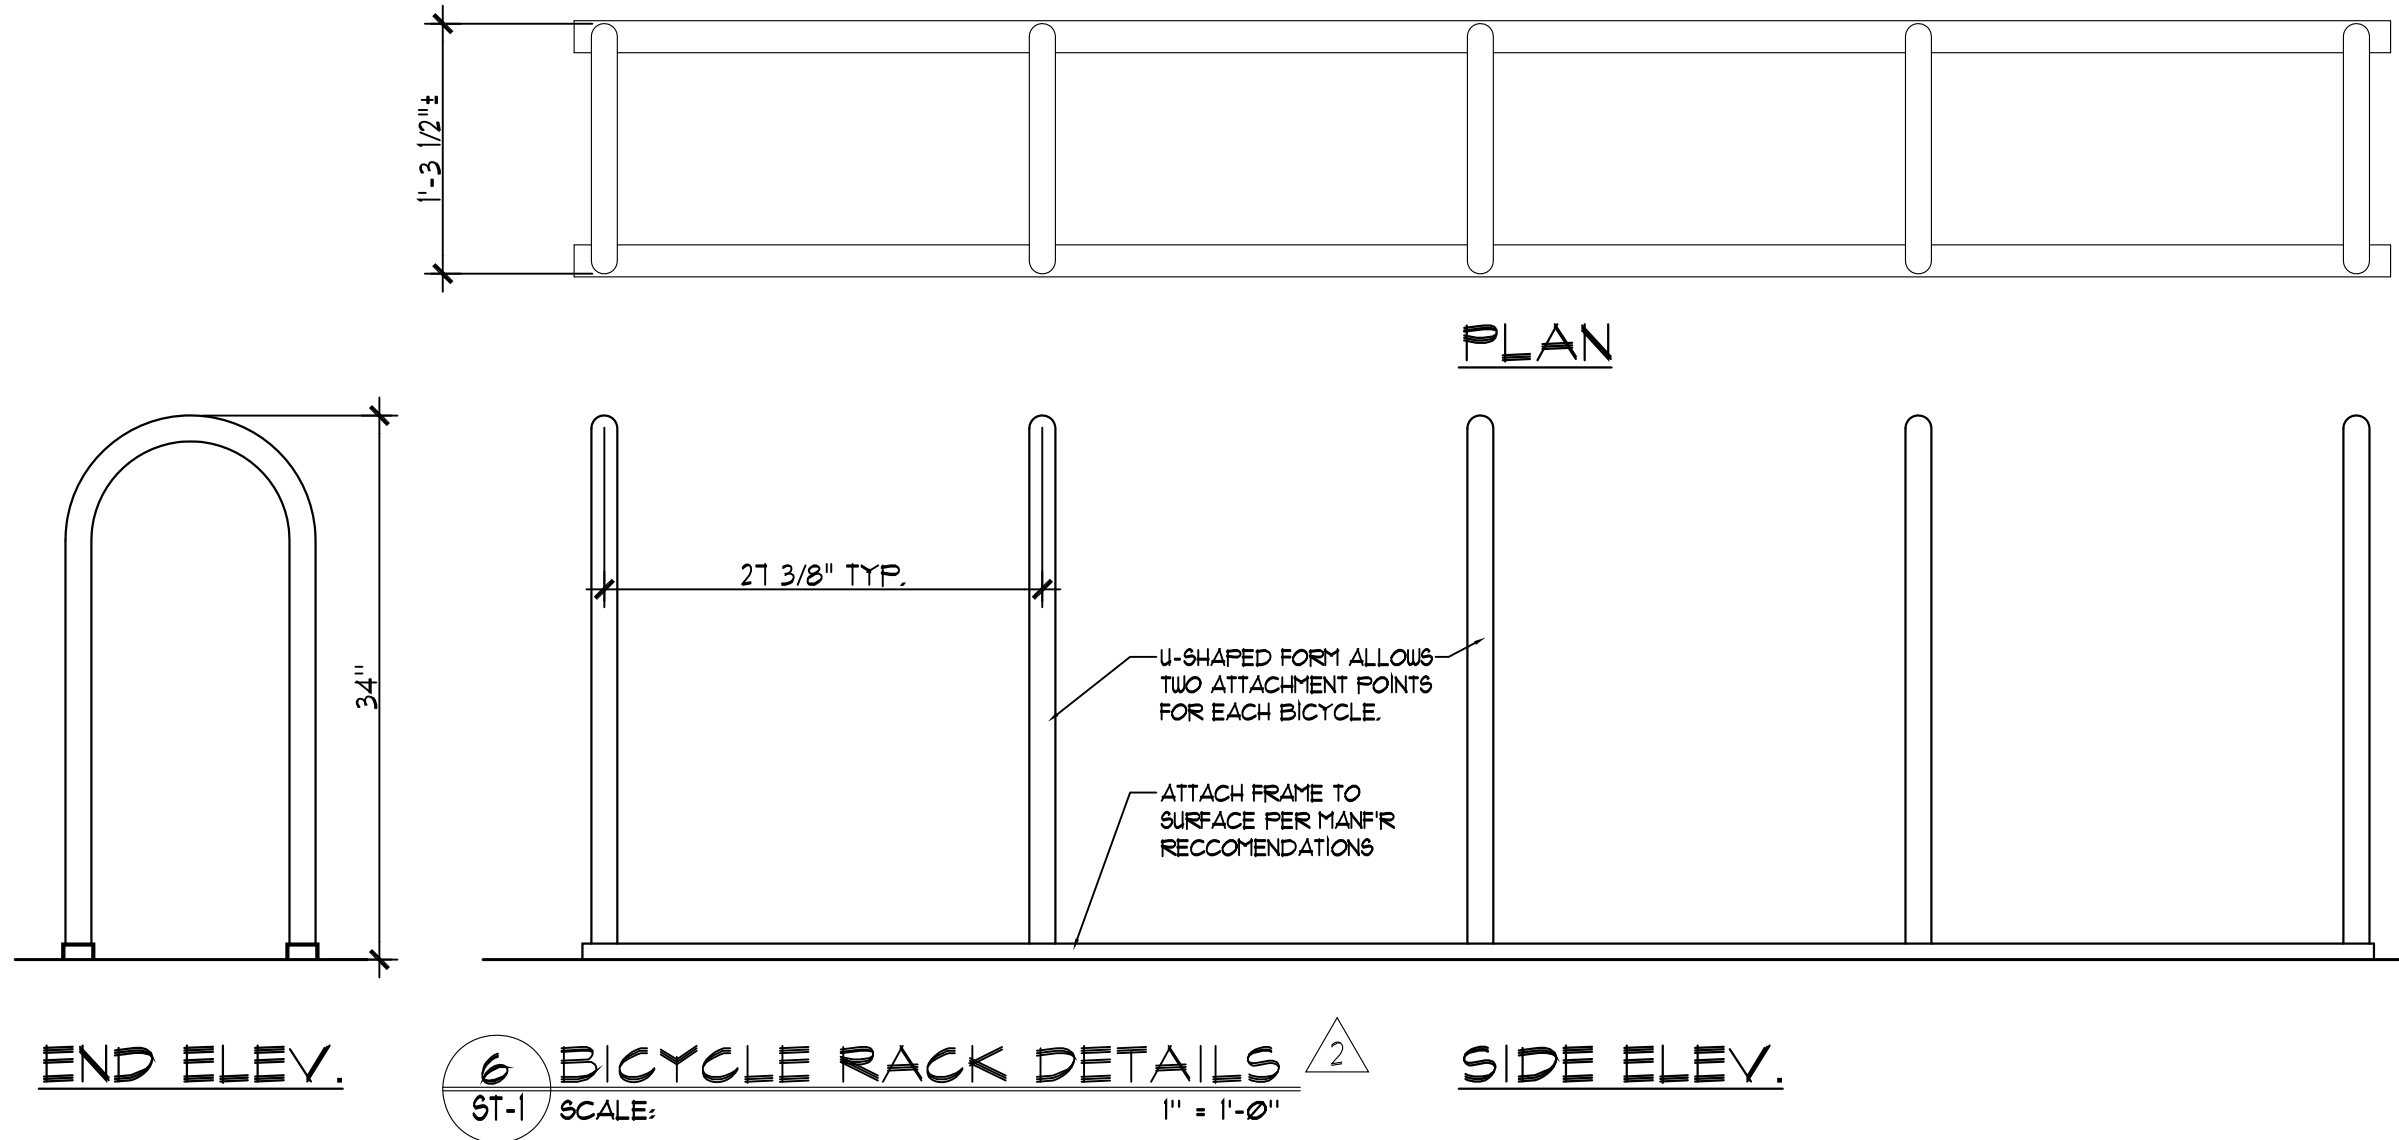 1'-3 1/2"±
PLAN
34"
27 3/8" TYP.
U-SHAPED FORM ALLOWS
TWO ATTACHMENT POINTS
FOR EACH BICYCLE.
ATTACH FRAME TO
SURFACE PER MANF'R
RECCOMENDATIONS
END ELEV.
6
ST-1
BICYCLE RACK DETAILS
2
SCALE: 1" = 1'-0"
SIDE ELEV.